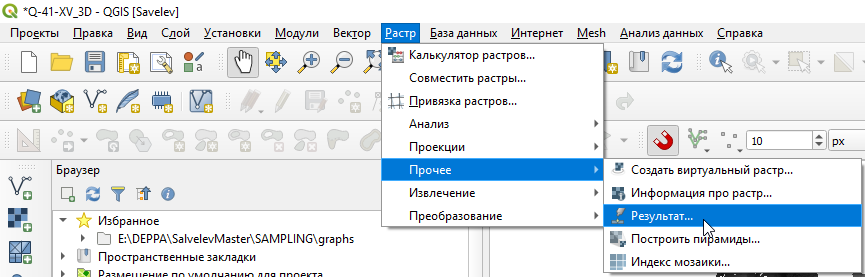 *Q-41-XV_3D - QGIS [Savelev]
Проекты Правка Вид Слой Установки Модули Вектор Растр База данных Интернет Mesh Анализ данных Справка
Калькулятор растров...
Совместить растры...
Привязка растров...
Анализ
Проекции
Прочее
Извлечение
Преобразование
Создать виртуальный растр...
Информация про растр...
Результат...
Построить пирамиды...
Индекс мозаики...
10
px
Браузер
Избранное
E:\DEPPA\SalvelevMaster\SAMPLING\graphs
Пространственные закладки
Размещение по умолчанию для проекта